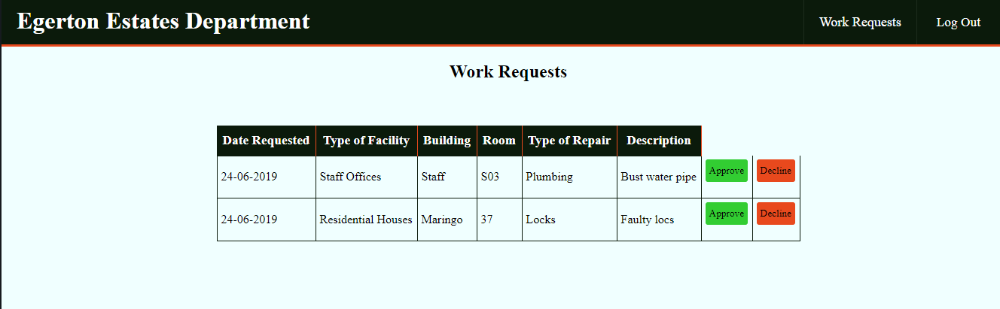 Egerton Estates Department Work Requests Log Out
Work Requests
Date Requested Type of Facility Building Room Type of Repair Description
24-06-2019 Staff Offices Staff S03 Plumbing Bust water pipe Approve Decline
24-06-2019 Residential Houses Maringo 37 Locks Faulty locs Approve Decline